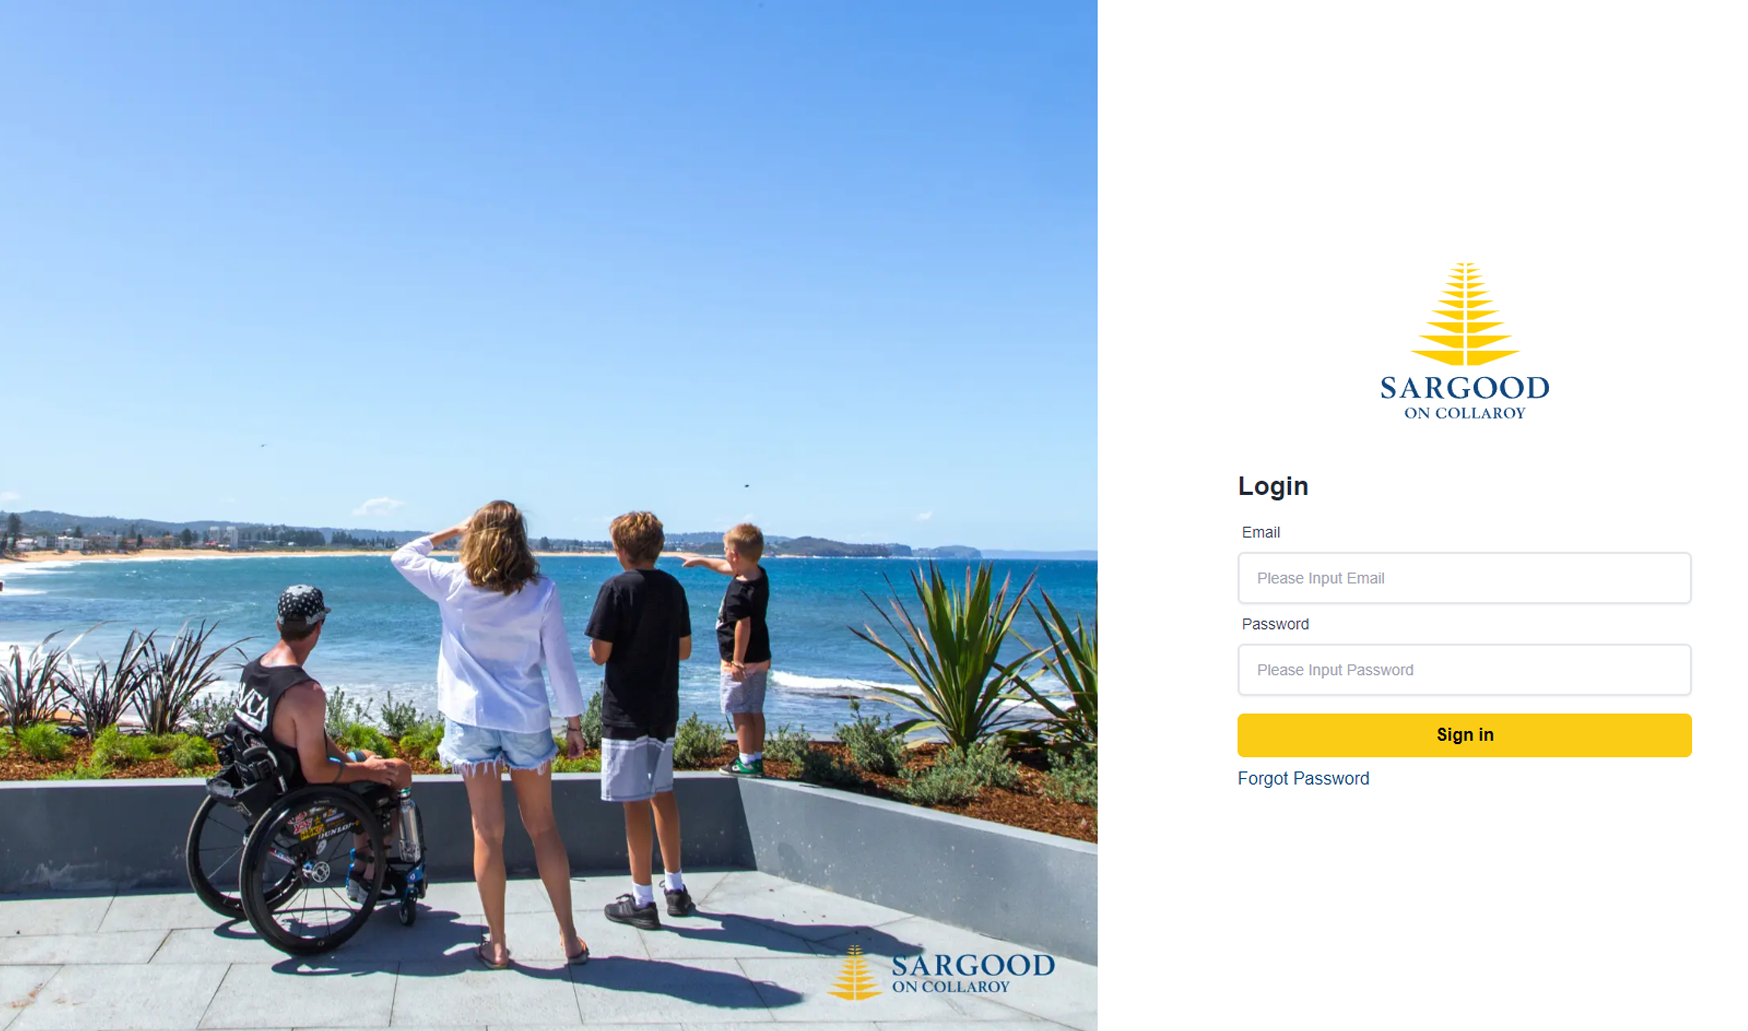 SARGOOD
ON COLLAROY
DUNLOP
SARGOOD
ON COLLAROY
Login
Email
Please Input Email
Password
Please Input Password
Sign in
Forgot Password